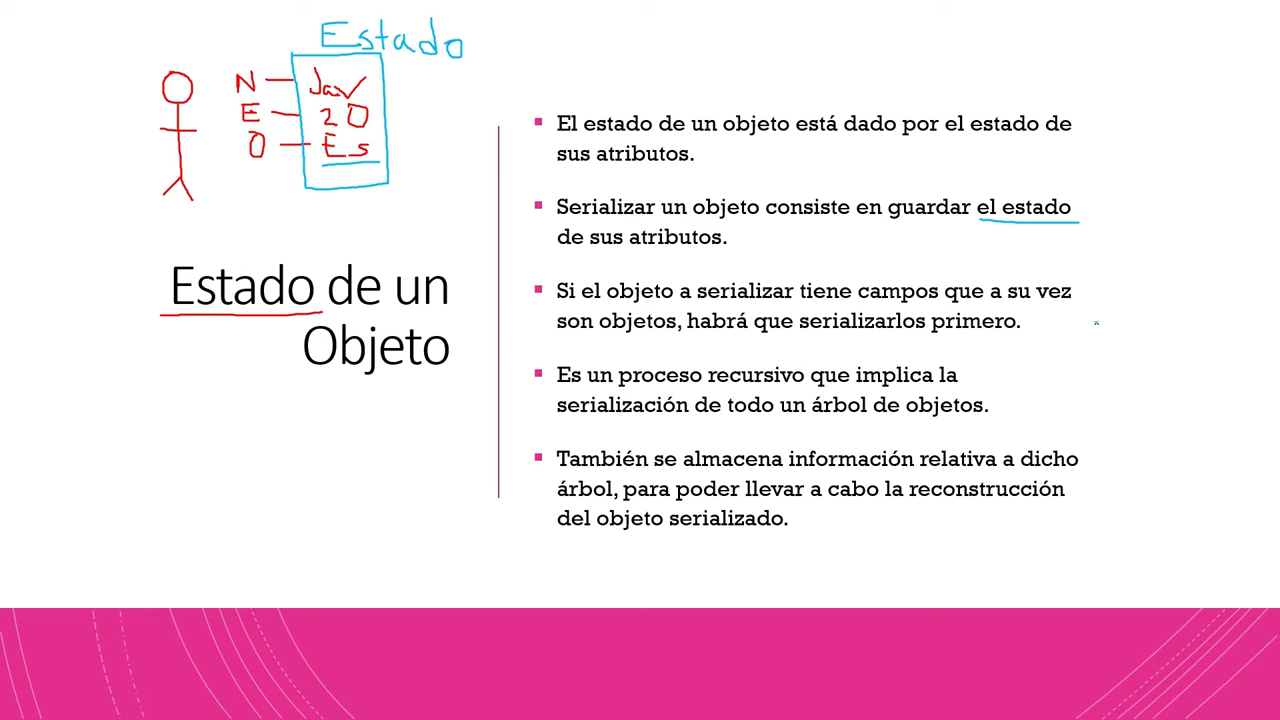 Estado
N — Jav
E — 20
O — Es
Estado de un
Objeto
El estado de un objeto está dado por el estado de
sus atributos.
Serializar un objeto consiste en guardar el estado
de sus atributos.
Si el objeto a serializar tiene campos que a su vez
son objetos, habrá que serializarlos primero.
Es un proceso recursivo que implica la
serialización de todo un árbol de objetos.
También se almacena información relativa a dicho
árbol, para poder llevar a cabo la reconstrucción
del objeto serializado.